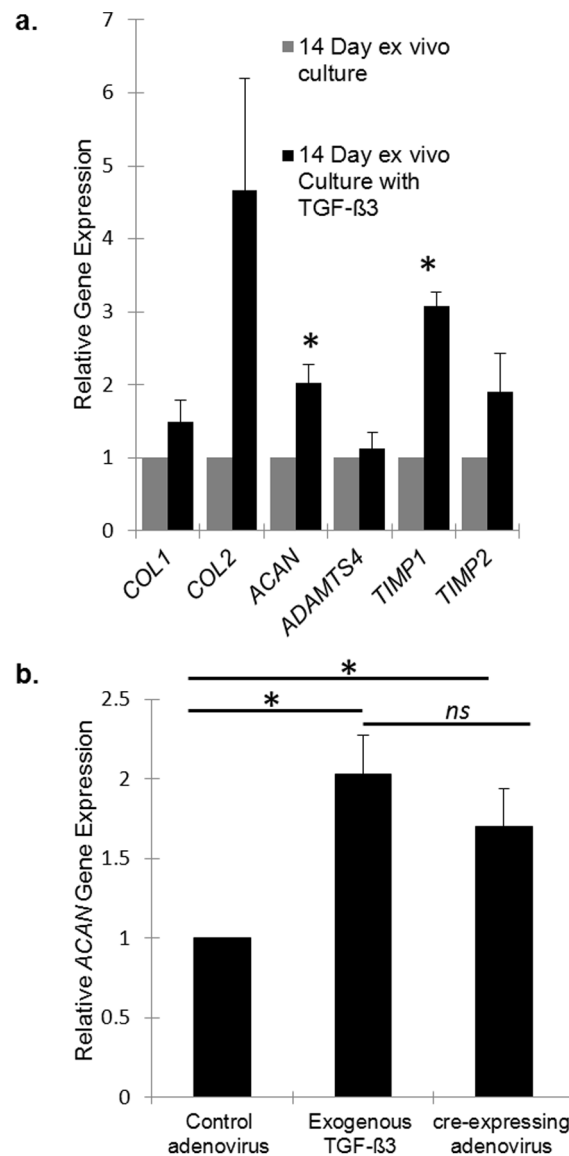 a.
7
6
5
4
3
2
1
0
Relative Gene Expression
14 Day ex vivo
culture
14 Day ex vivo
Culture with
TGF-ß3
*
*
COL1
COL2
ACAN
ADAMTS4
TIMP1
TIMP2
b.
2.5
2
1.5
1
0.5
0
Relative ACAN Gene Expression
*
*
ns
Control
adenovirus
Exogenous
TGF-ß3
cre-expressing
adenovirus